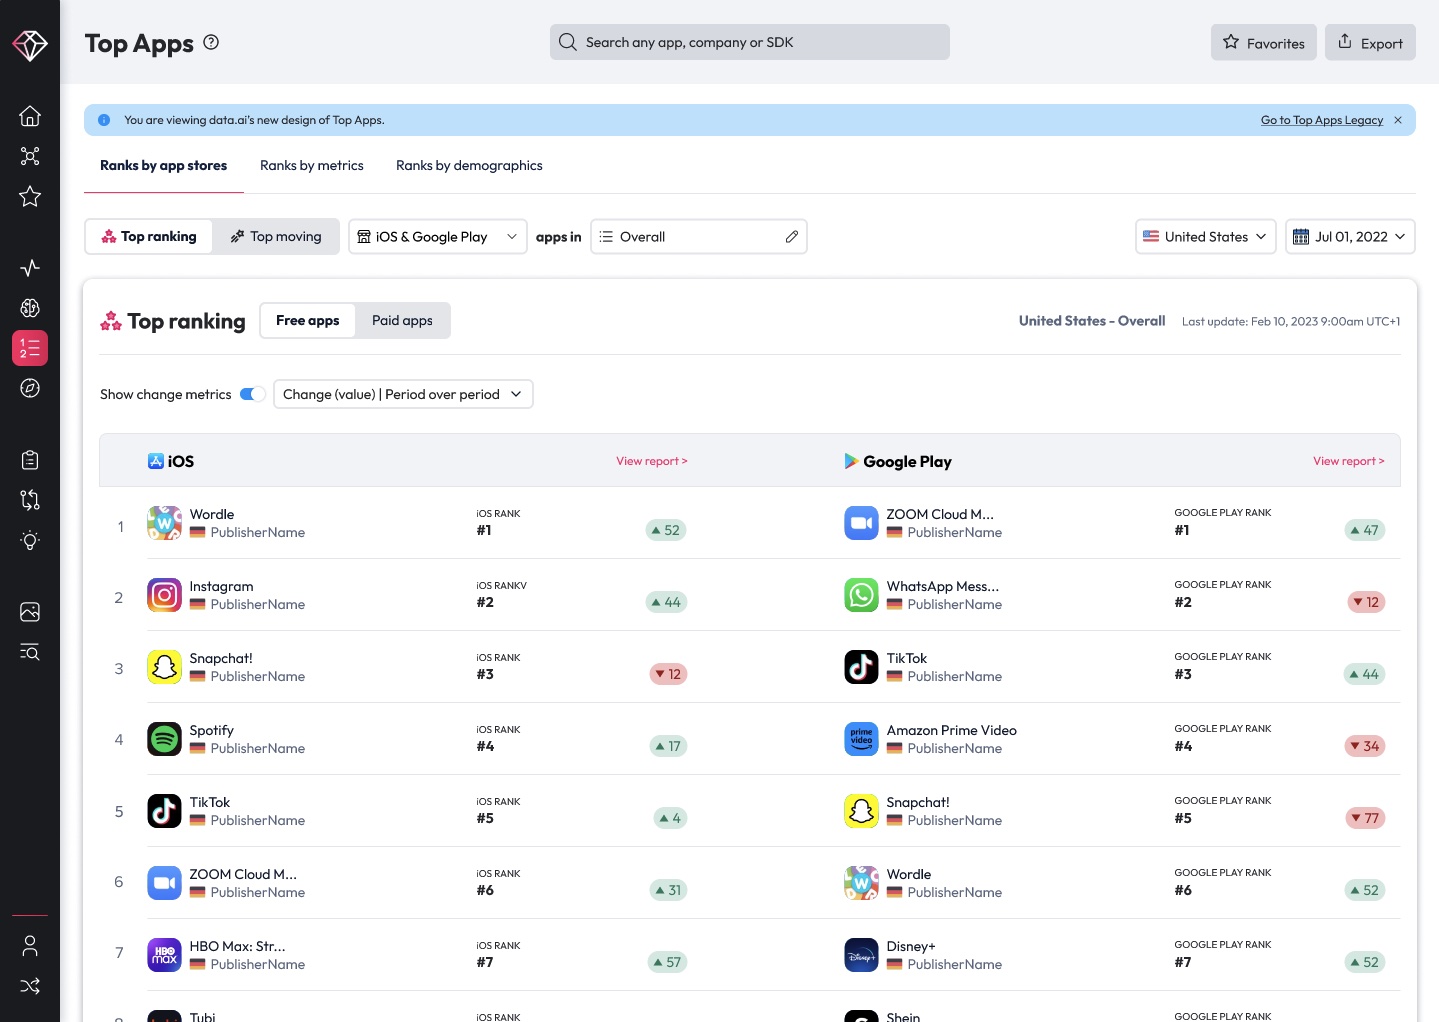 Top Apps
Search any app, company or SDK
Favorites
Export
You are viewing data.ai's new design of Top Apps.
Go to Top Apps Legacy
Ranks by app stores
Ranks by metrics
Ranks by demographics
Top ranking
Top moving
iOS & Google Play
apps in
Overall
United States
Jul 01, 2022
Top ranking
Free apps
Paid apps
United States - Overall
Last update: Feb 10, 2023 9:00am UTC+1
Show change metrics
Change (value) | Period over period
iOS
View report >
Google Play
View report >
1
Wordle
PublisherName
iOS RANK
#1
52
ZOOM Cloud M...
PublisherName
GOOGLE PLAY RANK
#1
47
2
Instagram
PublisherName
iOS RANKV
#2
44
WhatsApp Mess...
PublisherName
GOOGLE PLAY RANK
#2
12
3
Snapchat!
PublisherName
iOS RANK
#3
12
TikTok
PublisherName
GOOGLE PLAY RANK
#3
44
4
Spotify
PublisherName
iOS RANK
#4
17
prime video
Amazon Prime Video
PublisherName
GOOGLE PLAY RANK
#4
34
5
TikTok
PublisherName
iOS RANK
#5
4
Snapchat!
PublisherName
GOOGLE PLAY RANK
#5
77
6
ZOOM Cloud M...
PublisherName
iOS RANK
#6
31
Wordle
PublisherName
GOOGLE PLAY RANK
#6
52
7
HBO max
HBO Max: Str...
PublisherName
iOS RANK
#7
57
Disney+
Disney+
PublisherName
GOOGLE PLAY RANK
#7
52
Tubi
iOS RANK
Shein
GOOGLE PLAY RANK